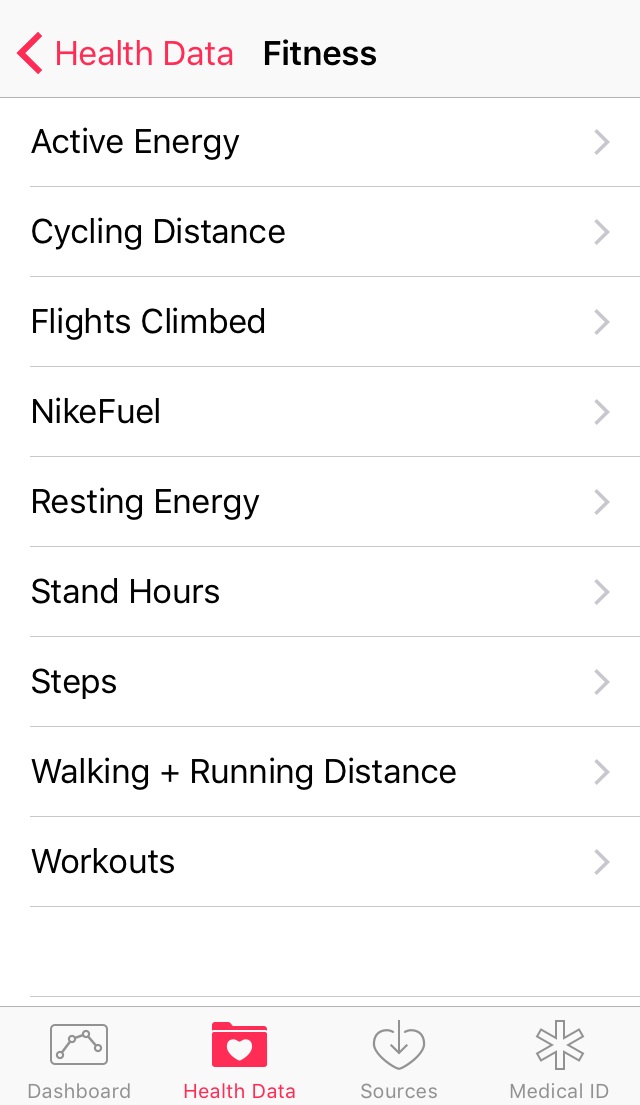 Health Data Fitness
Active Energy
Cycling Distance
Flights Climbed
NikeFuel
Resting Energy
Stand Hours
Steps
Walking + Running Distance
Workouts
Dashboard Health Data Sources Medical ID